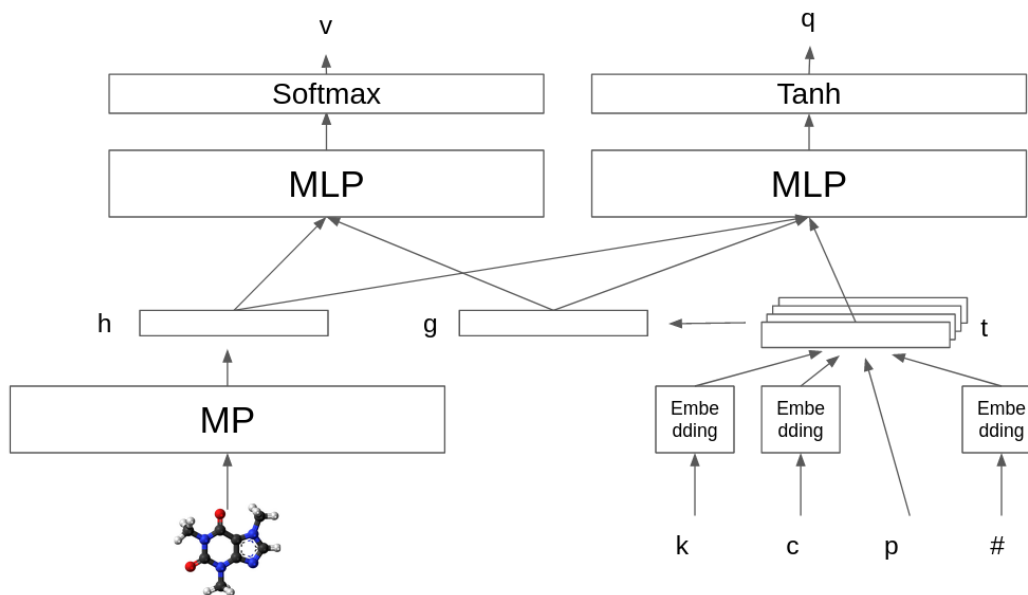 v
q
Softmax
Tanh
MLP
MLP
h
g
t
MP
Embe
dding
Embe
dding
Embe
dding
k
c
p
#